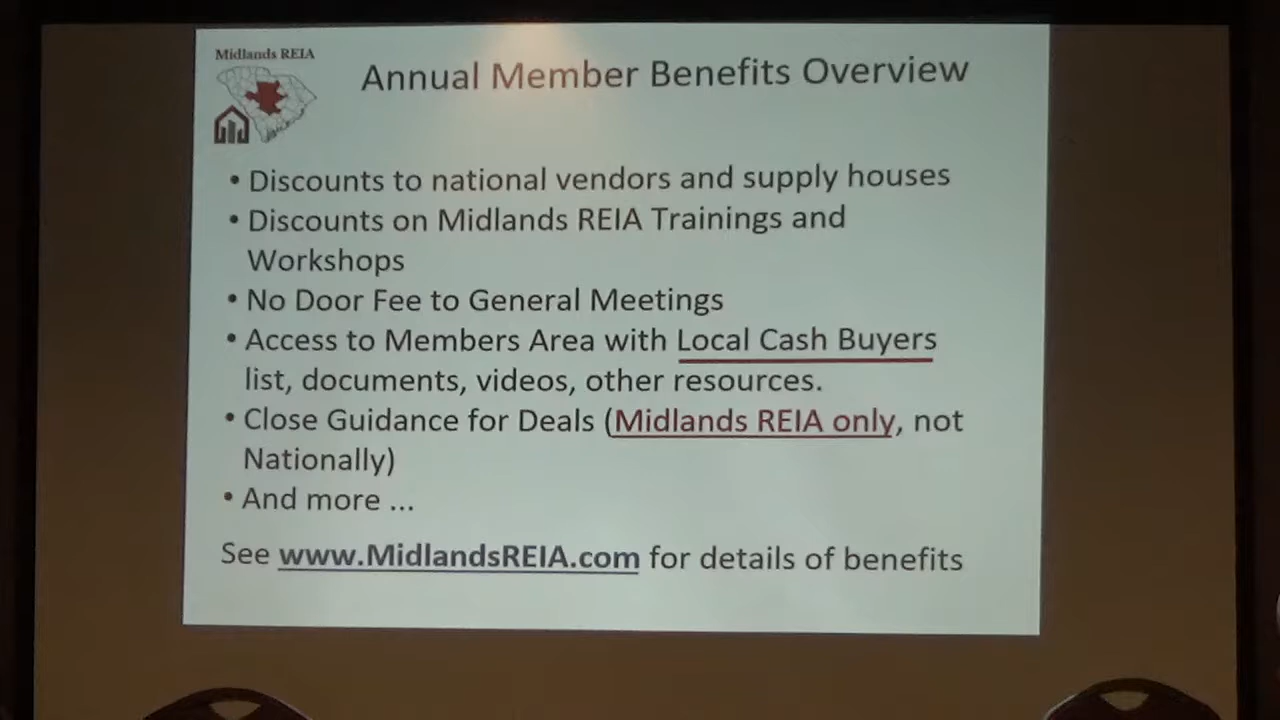 Midlands REIA
Annual Member Benefits Overview
• Discounts to national vendors and supply houses
• Discounts on Midlands REIA Trainings and
Workshops
• No Door Fee to General Meetings
• Access to Members Area with Local Cash Buyers
list, documents, videos, other resources.
• Close Guidance for Deals (Midlands REIA only, not
Nationally)
• And more ...
See www.MidlandsREIA.com for details of benefits